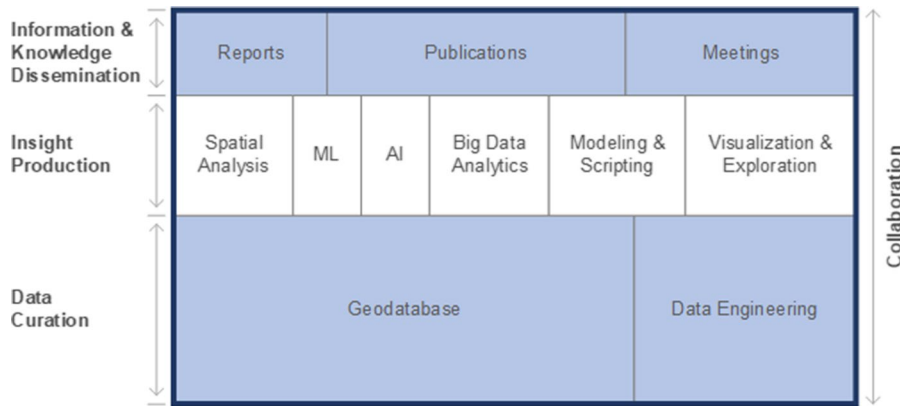 Information &
Knowledge
Dissemination
Reports
Publications
Meetings
Insight
Production
Spatial
Analysis
ML
AI
Big Data
Analytics
Modeling &
Scripting
Visualization &
Exploration
Data
Curation
Geodatabase
Data Engineering
Collaboration